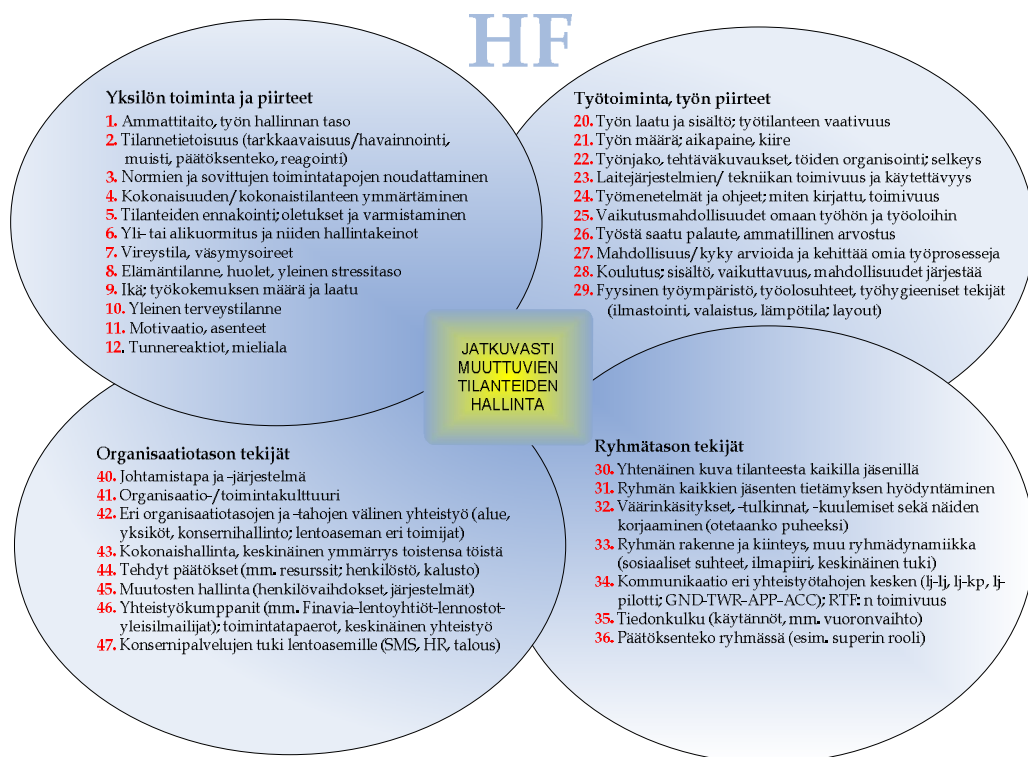 HF
Yksilön toiminta ja piirteet
1. Ammattitaito, työn hallinnan taso
2. Tilannetietoisuus (tarkkaavaisuus/havainnointi,
muisti, päätöksenteko, reagointi)
3. Normien ja sovittujen toimintatapojen noudattaminen
4. Kokonaisuuden/kokonaistilanteen ymmärtäminen
5. Tilanteiden ennakointi; oletukset ja varmistaminen
6. Yli- tai alikuormitus ja niiden hallintakeinot
7. Vireystila, väsymysoireet
8. Elämäntilanne, huolet, yleinen stressitaso
9. Ikä; työkokemuksen määrä ja laatu
10. Yleinen terveystilanne
11. Motivaatio, asenteet
12. Tunnereaktiot, mieliala
Työtoiminta, työn piirteet
20. Työn laatu ja sisältö; työtilanteen vaativuus
21. Työn määrä; aikapaine, kiire
22. Työnjako, tehtäväkuvaukset, töiden organisointi; selkeys
23. Laitejärjestelmien/ tekniikan toimivuus ja käytettävyys
24. Työmenetelmät ja ohjeet; miten kirjattu, toimivuus
25. Vaikutusmahdollisuudet omaan työhön ja työoloihin
26. Työstä saatu palaute, ammatillinen arvostus
27. Mahdollisuus/kyky arvioida ja kehittää omia työprosesseja
28. Koulutus; sisältö, vaikuttavuus, mahdollisuudet järjestää
29. Fyysinen työympäristö, työolosuhteet, työhygieeniset tekijät
(ilmastointi, valaistus, lämpötila; layout)
JATKUVASTI
MUUTTUVIEN
TILANTEIDEN
HALLINTA
Organisaatiotason tekijät
40. Johtamistapa ja -järjestelmä
41. Organisaatio-/toimintakulttuuri
42. Eri organisaatiotasojen ja -tahojen välinen yhteistyö (alue,
yksiköt, konsernihallinto; lentoaseman eri toimijat)
43. Kokonaishallinta, keskinäinen ymmärrys toistensa töistä
44. Tehdyt päätökset (mm. resurssit; henkilöstö, kalusto)
45. Muutosten hallinta (henkilövaihdokset, järjestelmät)
46. Yhteistyökumppanit (mm. Finavia-lentoyhtiöt-lennostot-
yleisilmailijat); toimintatapaerot, keskinäinen yhteistyö
47. Konsernipalvelujen tuki lentoasemille (SMS, HR, talous)
Ryhmätason tekijät
30. Yhtenäinen kuva tilanteesta kaikilla jäsenillä
31. Ryhmän kaikkien jäsenten tietämyksen hyödyntäminen
32. Väärinkäsitykset, -tulkinnat, -kuulemiset sekä näiden
korjaaminen (otetaanko puheeksi)
33. Ryhmän rakenne ja kiinteys, muu ryhmädynamiikka
(sosiaaliset suhteet, ilmapiiri, keskinäinen tuki)
34. Kommunikaatio eri yhteistyötahojen kesken (lj-lj, lj-kp, lj-
pilotti; GND-TWR-APP-ACC); RTF: n toimivuus
35. Tiedonkulku (käytännöt, mm. vuoronvaihto)
36. Päätöksenteko ryhmässä (esim. superin rooli)